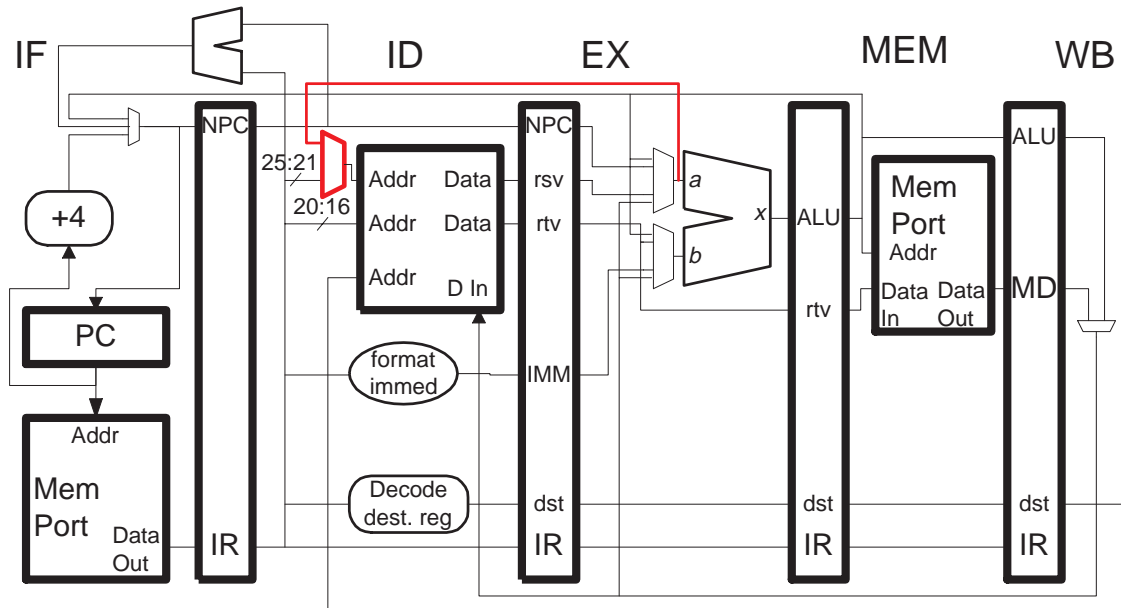 IF
ID
EX
MEM
WB
NPC
25:21
20:16
+4
PC
Addr
Mem
Port
Data
Out
IR
Addr
Data
Addr
Data
Addr
D In
format
immed
Decode
dest. reg
NPC
rsv
rtv
IMM
dst
IR
a
b
x
ALU
rtv
dst
IR
Mem
Port
Addr
Data
In
Data
Out
ALU
MD
dst
IR